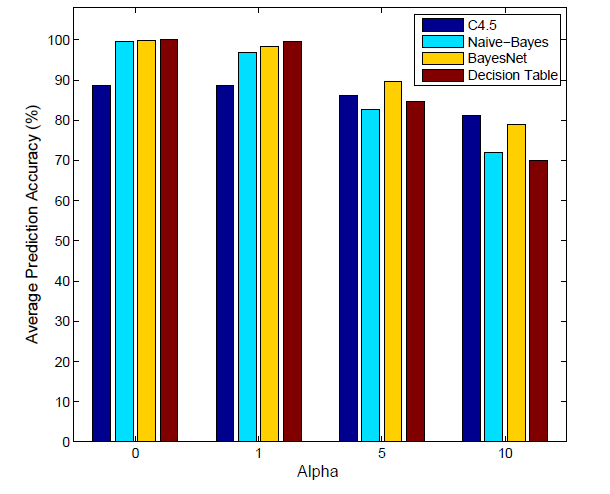 C4.5
Naive-Bayes
BayesNet
Decision Table
Average Prediction Accuracy (%)
100
90
80
70
60
50
40
30
20
10
0
0 1 5 10
Alpha